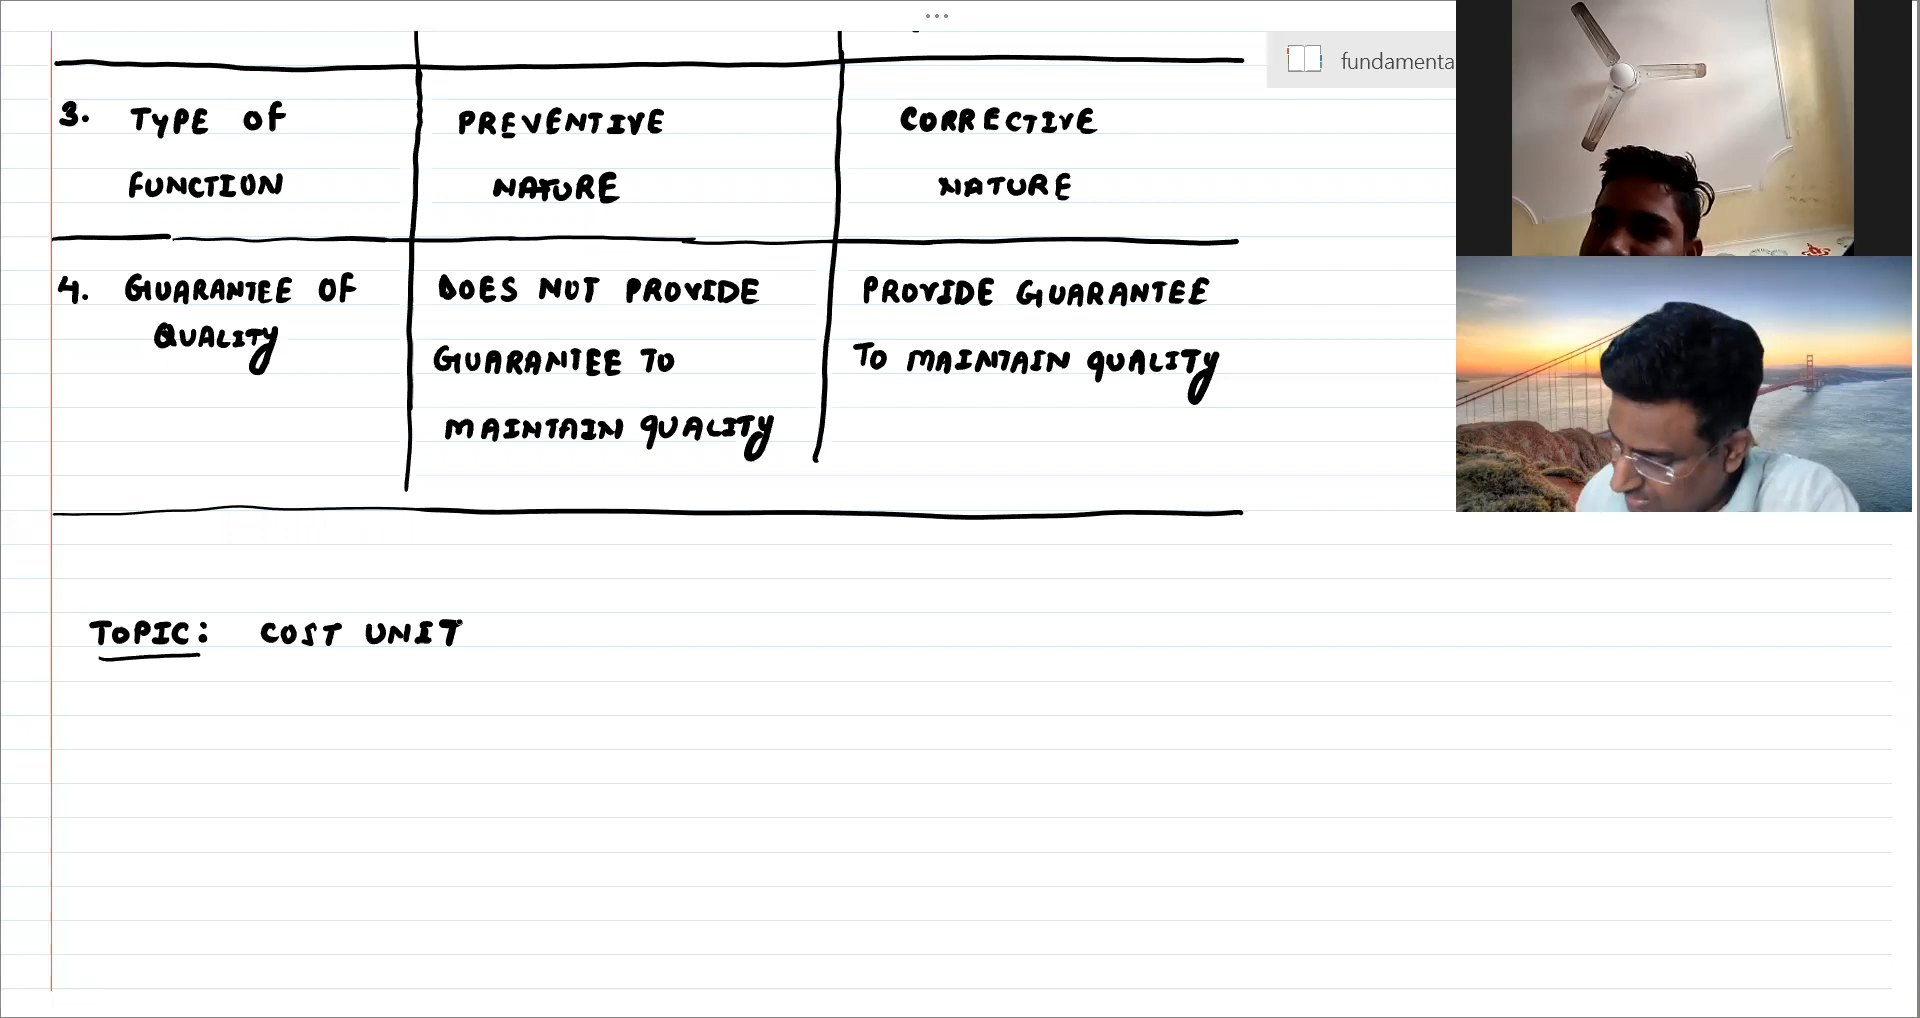 fundamenta
3. TYPE OF
FUNCTION
PREVENTIVE
NATURE
CORRECTIVE
NATURE
4. GUARANTEE OF
QUALITY
DOES NOT PROVIDE
GUARANTEE TO
MAINTAIN QUALITY
PROVIDE GUARANTEE
TO MAINTAIN QUALITY
TOPIC: COST UNIT